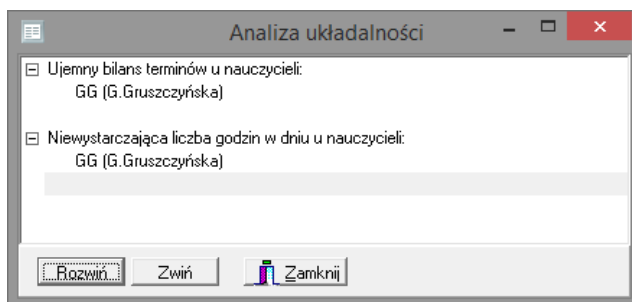 Analiza układalności
Ujemny bilans terminów u nauczycieli:
GG (G.Gruszczyńska)
Niewystarczająca liczba godzin w dniu u nauczycieli:
GG (G.Gruszczyńska)
Rozwiń Zwiń Zamknij